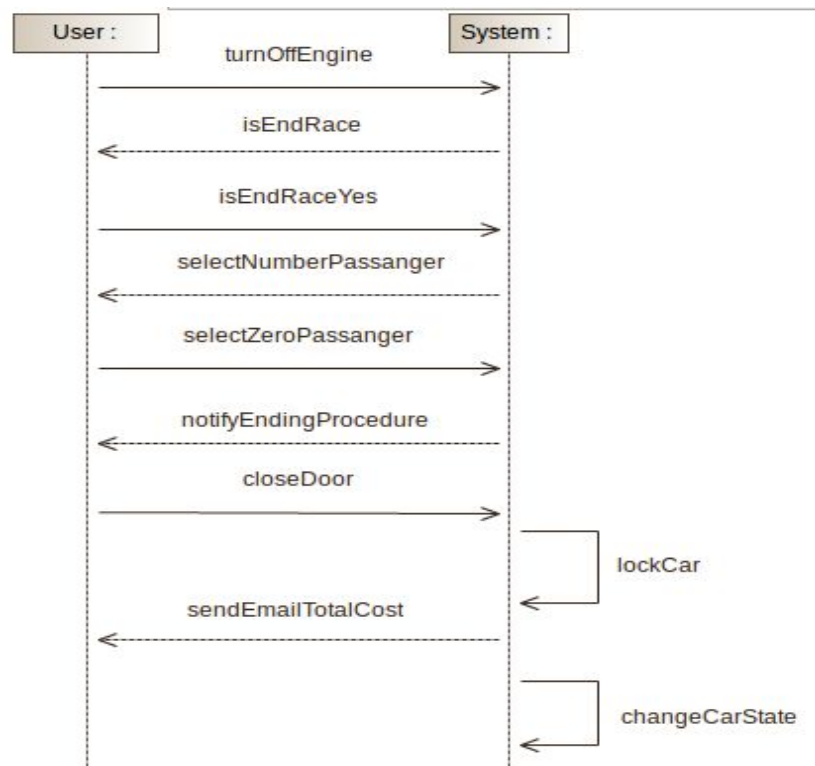 User :
System :
turnOffEngine
isEndRace
isEndRaceYes
selectNumberPassanger
selectZeroPassanger
notifyEndingProcedure
closeDoor
lockCar
sendEmailTotalCost
changeCarState